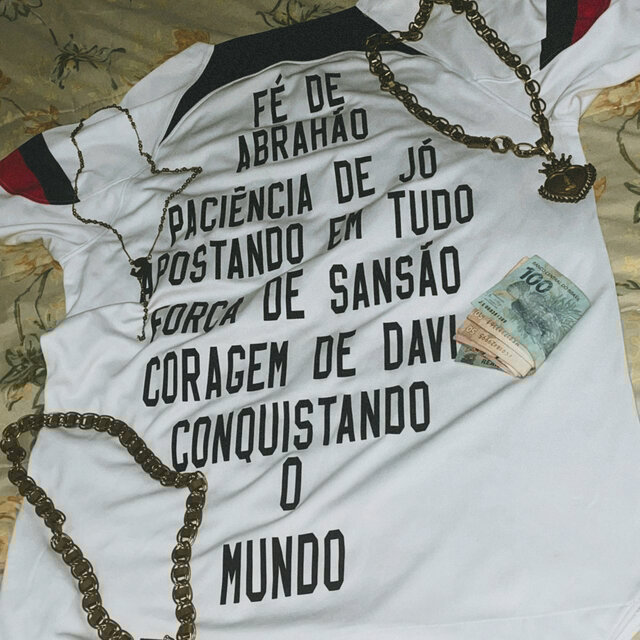 FÉ DE
ABRAHÃO
PACIÊNCIA DE JÓ
APOSTANDO EM TUDO
FORÇA DE SANSÃO
CORAGEM DE DAVI
CONQUISTANDO
O
MUNDO
100